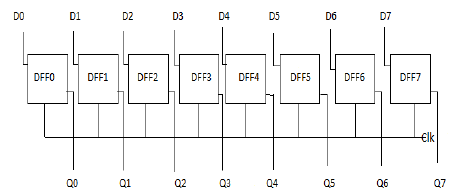 D0 D1 D2 D3 D4 D5 D6 D7
DFF0 DFF1 DFF2 DFF3 DFF4 DFF5 DFF6 DFF7
Clk
Q0 Q1 Q2 Q3 Q4 Q5 Q6 Q7